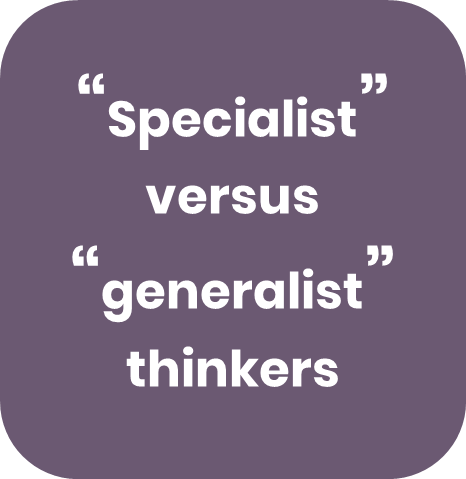 “Specialist”
versus
“generalist”
thinkers